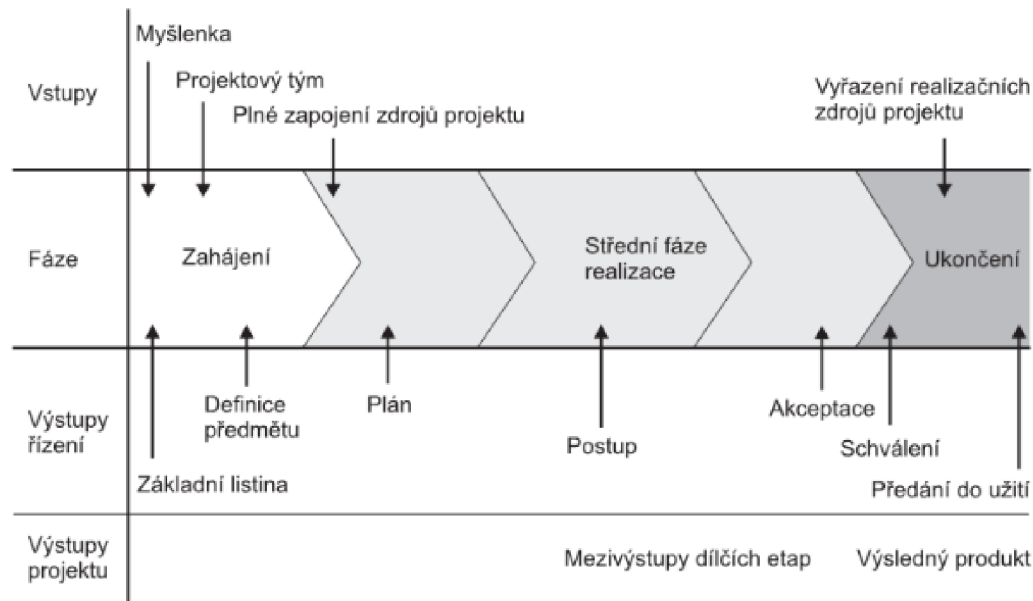 Vstupy
Myšlenka
Projektový tým
Plné zapojení zdrojů projektu
Vyřazení realizačních
zdrojů projektu
Fáze
Zahájení
Střední fáze
realizace
Ukončení
Výstupy
řízení
Základní listina
Definice
předmětu
Plán
Postup
Akceptace
Schválení
Předání do užití
Výstupy
projektu
Mezivýstupy dílčích etap
Výsledný produkt